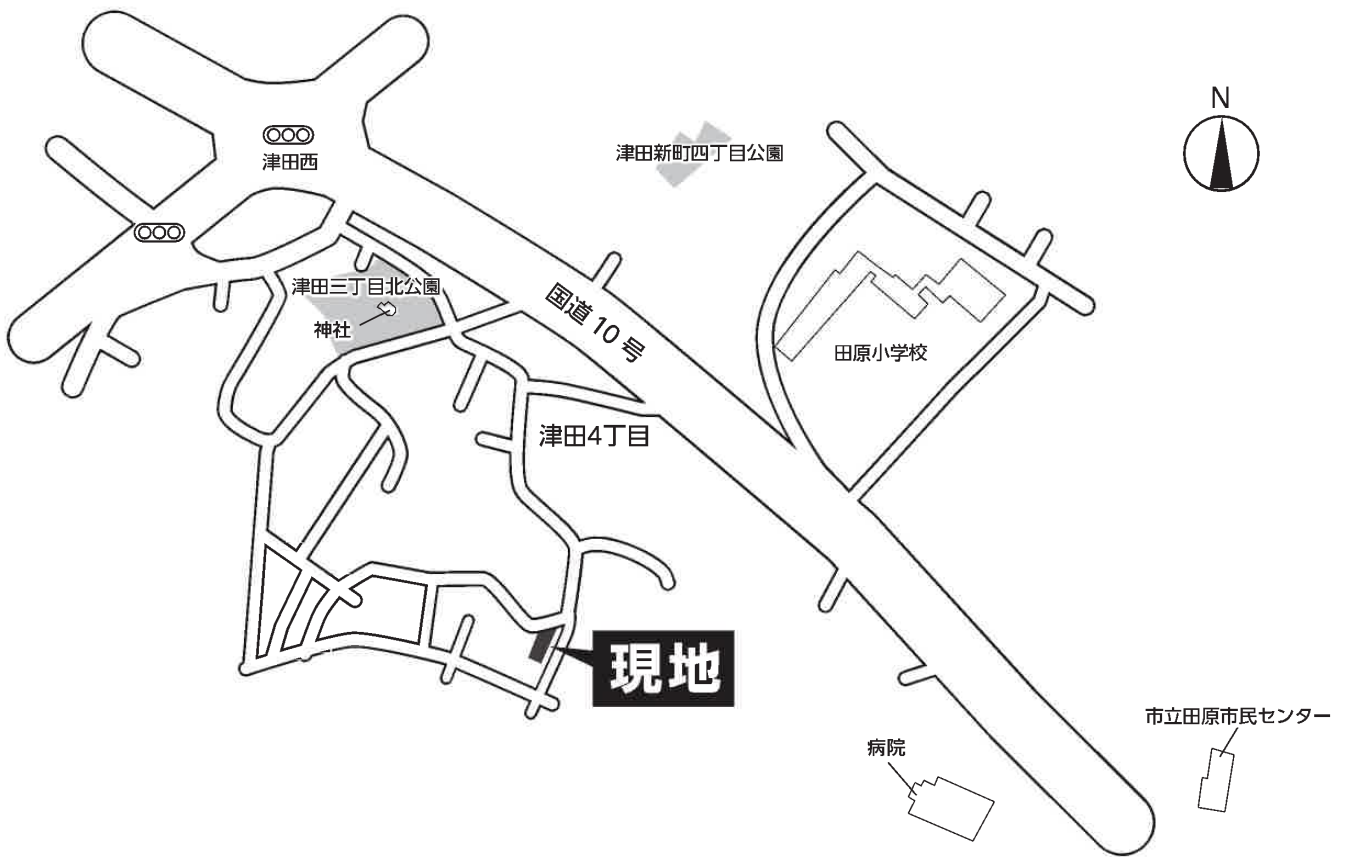 N
津田西
津田新町四丁目公園
津田三丁目北公園
神社
国道10号
田原小学校
津田4丁目
現地
市立田原市民センター
病院